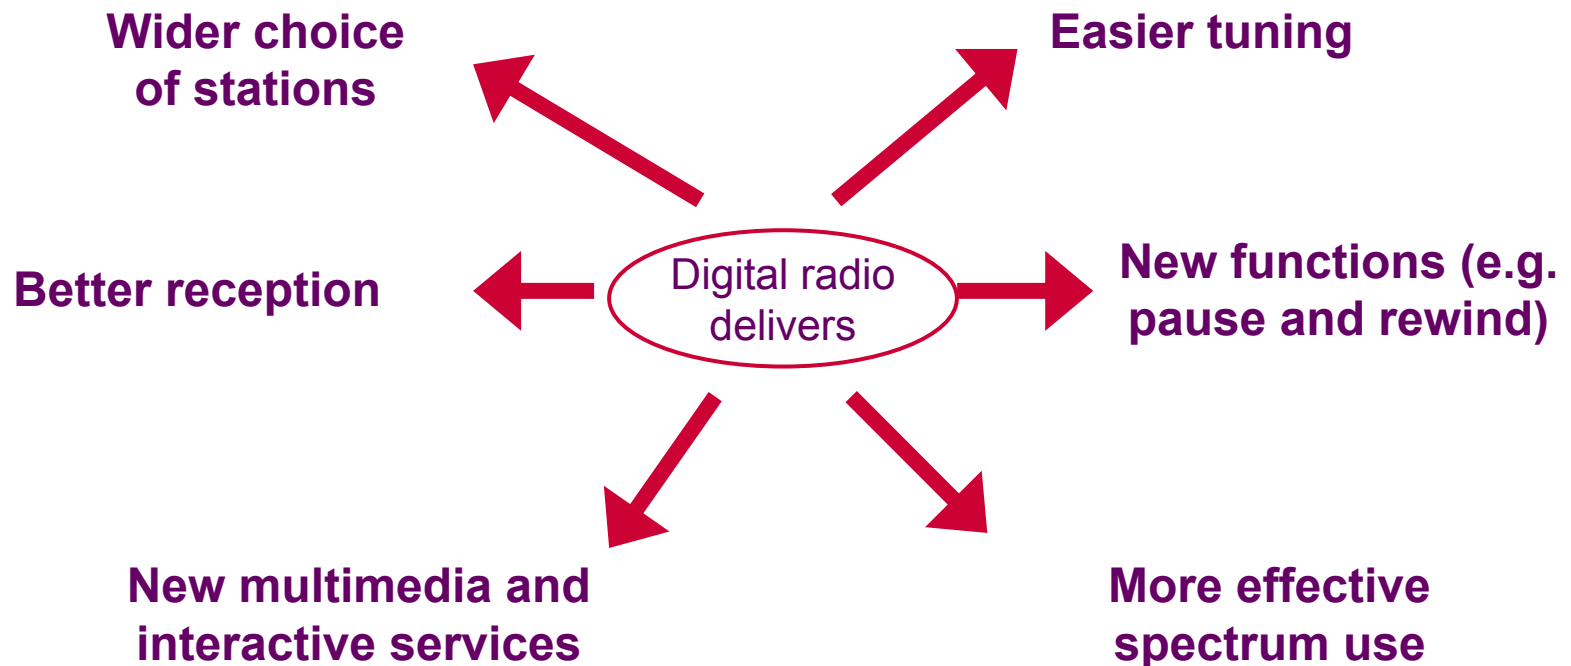 Wider choice
of stations
Easier tuning
Better reception
Digital radio
delivers
New functions (e.g.
pause and rewind)
New multimedia and
interactive services
More effective
spectrum use